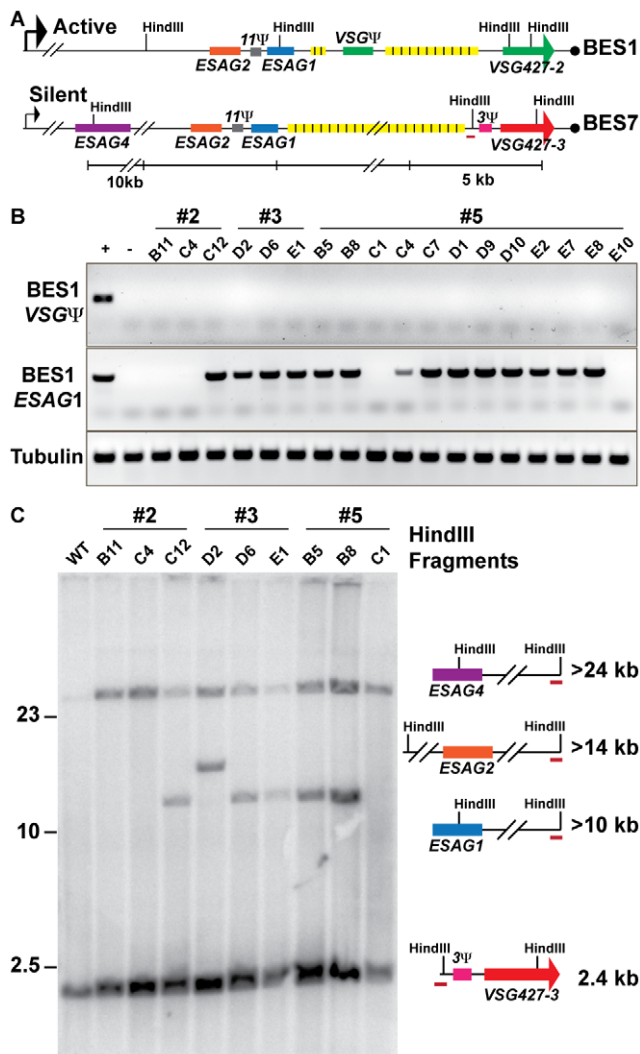 A
Active
HindIII HindIII HindIII
11Ψ VSGΨ
BES1
ESAG2 ESAG1 VSG427-2
Silent
HindIII HindIII HindIII
11Ψ 3Ψ
BES7
ESAG4 ESAG2 ESAG1 VSG427-3
10kb 5 kb
B
#2 #3 #5
+ - B11 C4 C12 D2 D6 E1 B5 B8 C1 C4 C7 D1 D9 D10 E2 E7 E8 E10
BES1
VSGΨ
BES1
ESAG1
Tubulin
C
#2 #3 #5
WT B11 C4 C12 D2 D6 E1 B5 B8 C1
HindIII
Fragments
HindIII HindIII
>24 kb
ESAG4
23
HindIII HindIII
>14 kb
ESAG2
HindIII HindIII
10
>10 kb
ESAG1
2.5
HindIII HindIII
3Ψ
2.4 kb
VSG427-3